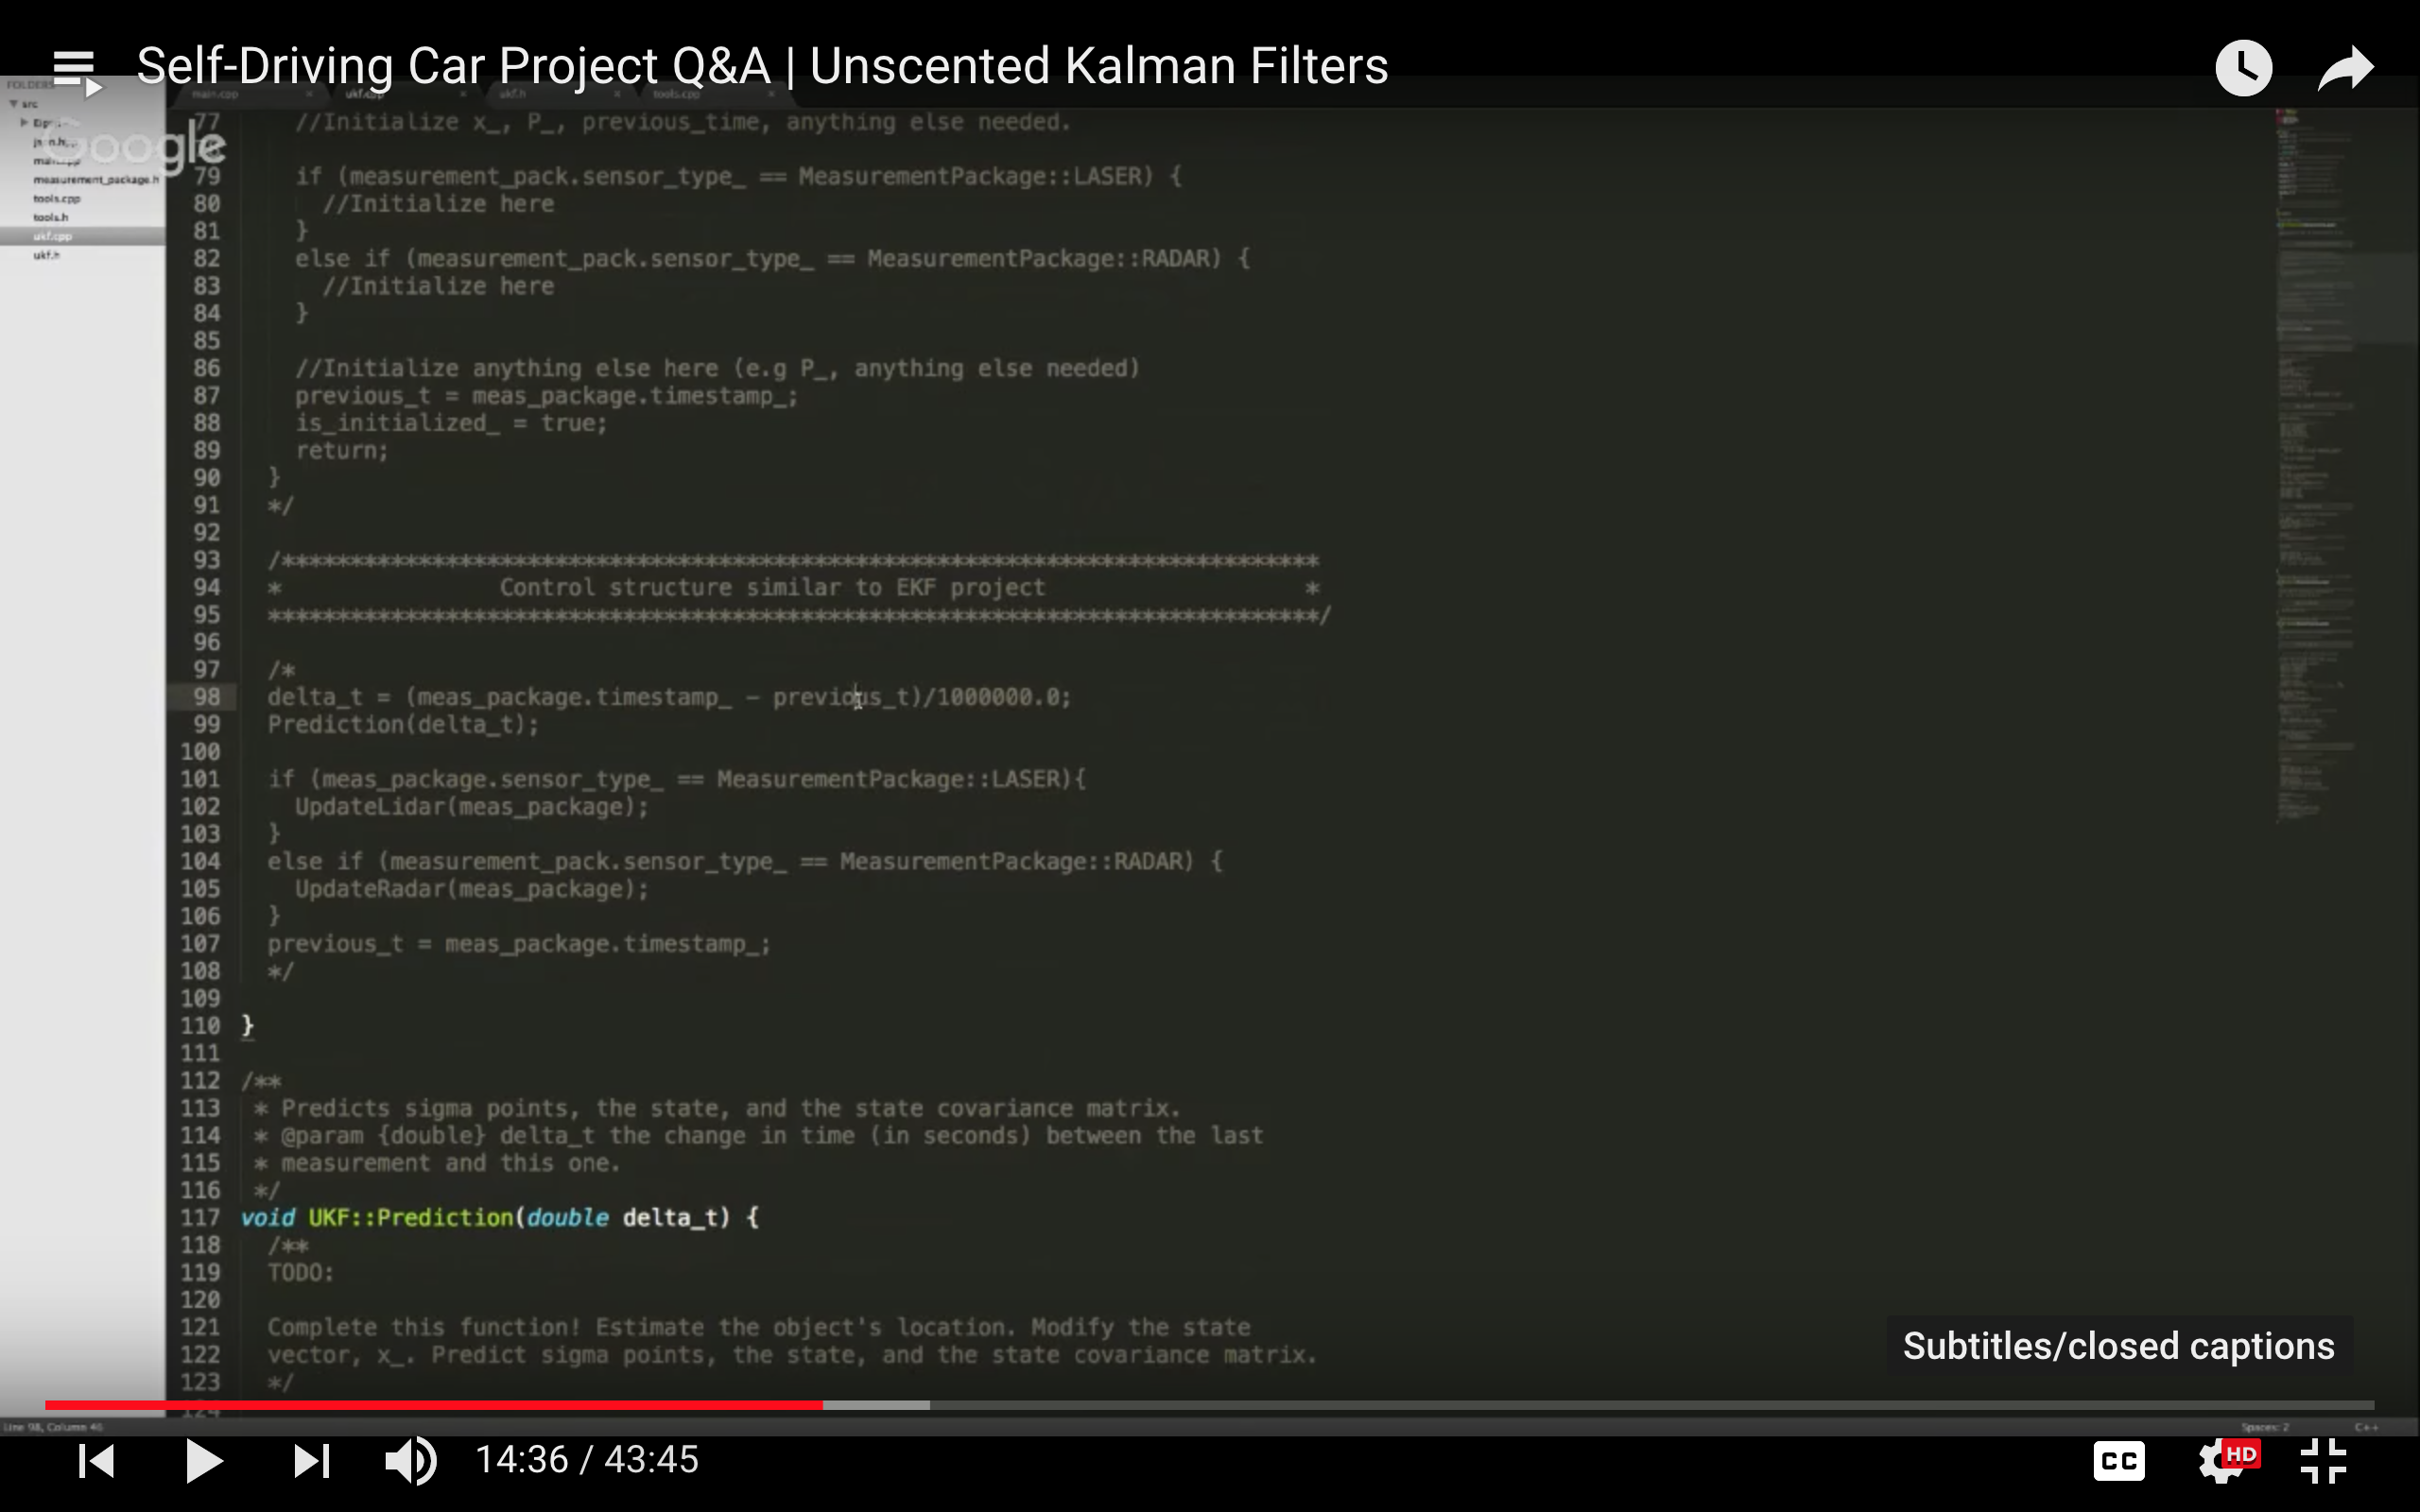 Self-Driving Car Project Q&A | Unscented Kalman Filters
FOLDERS
main.cpp
ukf.cpp
ukf.h
tools.cpp
src
Google
measurement_package.h
tools.cpp
tools.h
ukf.cpp
ukf.h
77 //Initialize x_, P_, previous_time, anything else needed.
79 if (measurement_pack.sensor_type_ == MeasurementPackage::LASER) {
80 //Initialize here
81 }
82 else if (measurement_pack.sensor_type_ == MeasurementPackage::RADAR) {
83 //Initialize here
84 }
85
86 //Initialize anything else here (e.g P_, anything else needed)
87 previous_t = meas_package.timestamp_;
88 is_initialized_ = true;
89 return;
90 }
91 */
92
93 /****************************************************************************
94 * Control structure similar to EKF project *
95 *****************************************************************************/
96
97 /*
98 delta_t = (meas_package.timestamp_ - previous_t)/1000000.0;
99 Prediction(delta_t);
100
101 if (meas_package.sensor_type_ == MeasurementPackage::LASER){
102 UpdateLidar(meas_package);
103 }
104 else if (measurement_pack.sensor_type_ == MeasurementPackage::RADAR) {
105 UpdateRadar(meas_package);
106 }
107 previous_t = meas_package.timestamp_;
108 */
109
110 }
111
112 /**
113 * Predicts sigma points, the state, and the state covariance matrix.
114 * @param {double} delta_t the change in time (in seconds) between the last
115 * measurement and this one.
116 */
117 void UKF::Prediction(double delta_t) {
118 /**
119 TODO:
120
121 Complete this function! Estimate the object's location. Modify the state
122 vector, x_. Predict sigma points, the state, and the state covariance matrix.
123 */
124
Subtitles/closed captions
Line 98, Column 46
Spaces: 2
C++
14:36 / 43:45
CC
HD